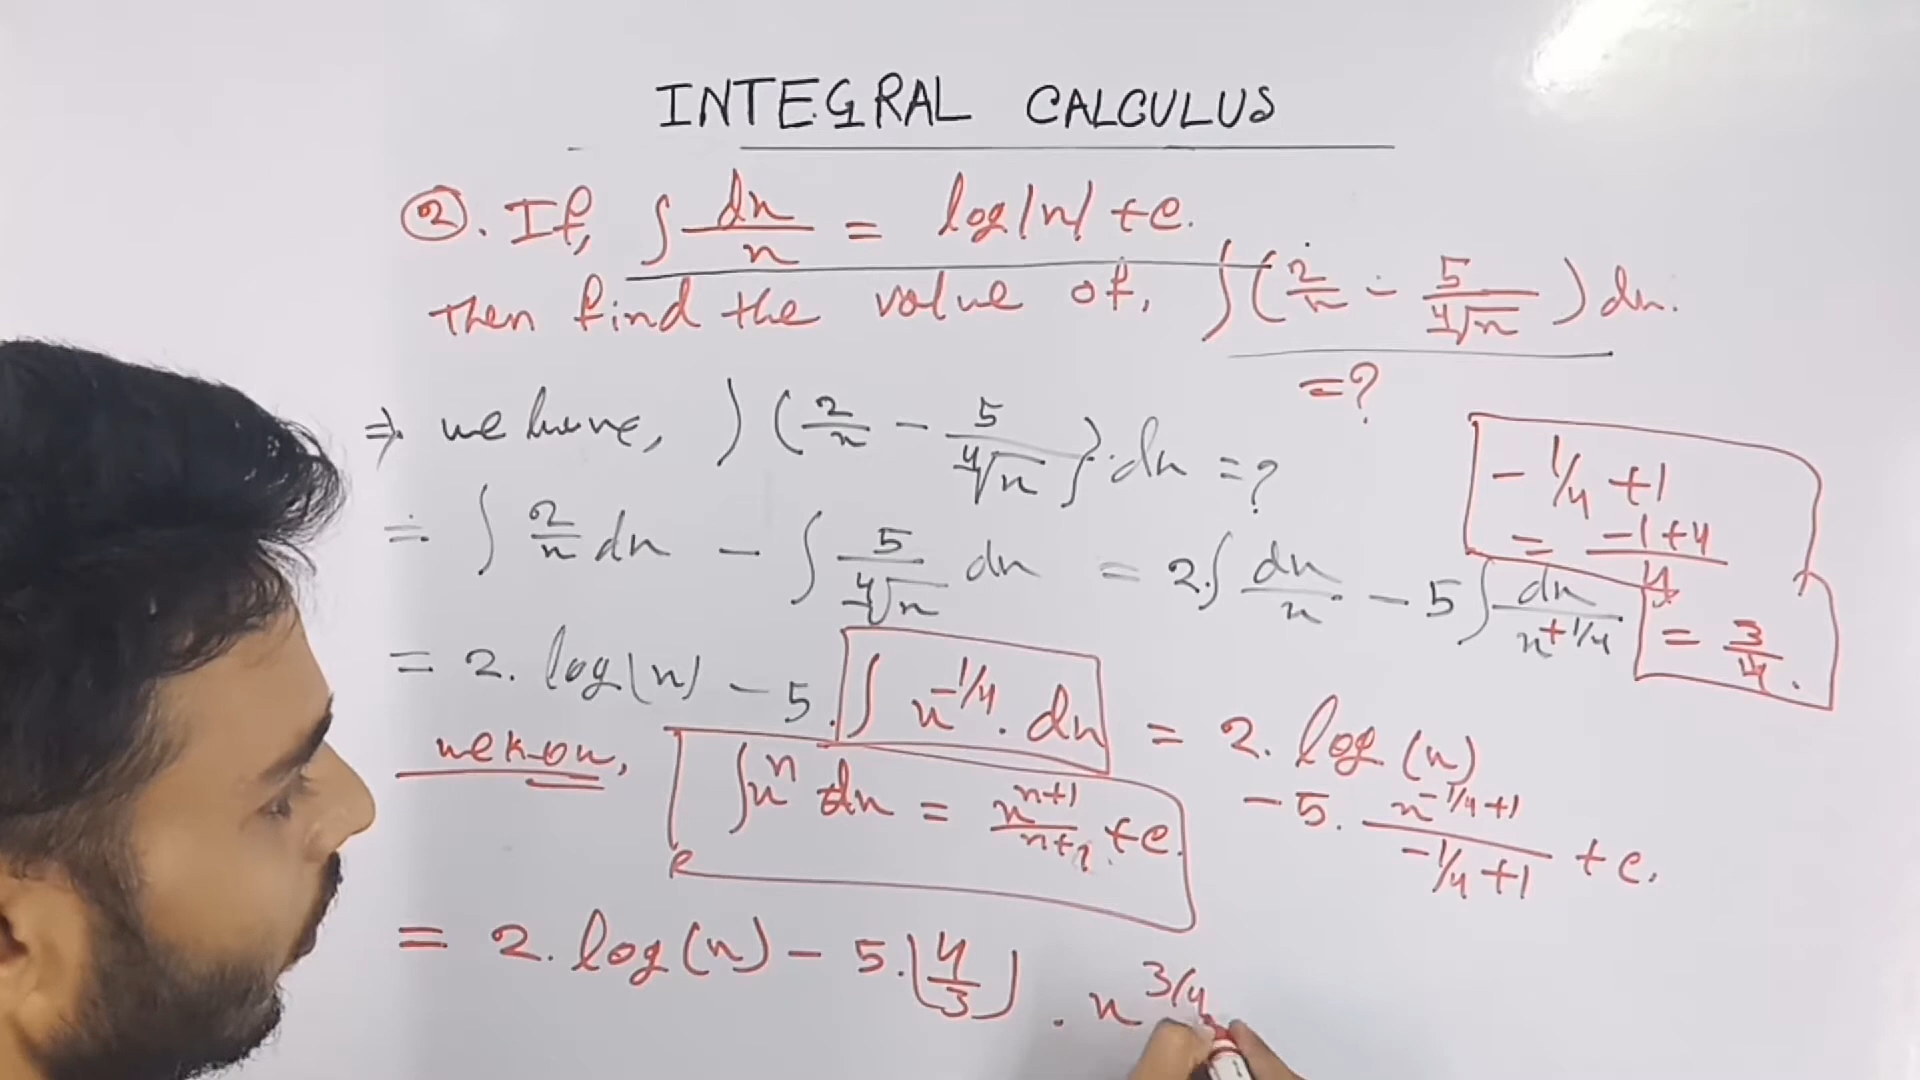 INTEGRAL CALCULUS
②. If, ∫ dx/x = log|x| + c.
Then find the value of, ∫ (2/x - 5/⁴√x) dx.
= ?
⇒ we have, ∫ (2/x - 5/⁴√x) . dx = ?
= ∫ 2/x dx - ∫ 5/⁴√x dx = 2.∫ dx/x - 5 ∫ dx/x^(+1/4)
-1/4 + 1
= (-1+4)/4
= 3/4.
= 2. log(x) - 5. ∫ x^(-1/4) . dx = 2. log (x)
- 5. x^(-1/4+1)/(-1/4+1) + c.
we know, ∫x^n dx = x^(n+1)/(n+1) + c.
= 2. log(x) - 5. (4/3) . x^(3/4)